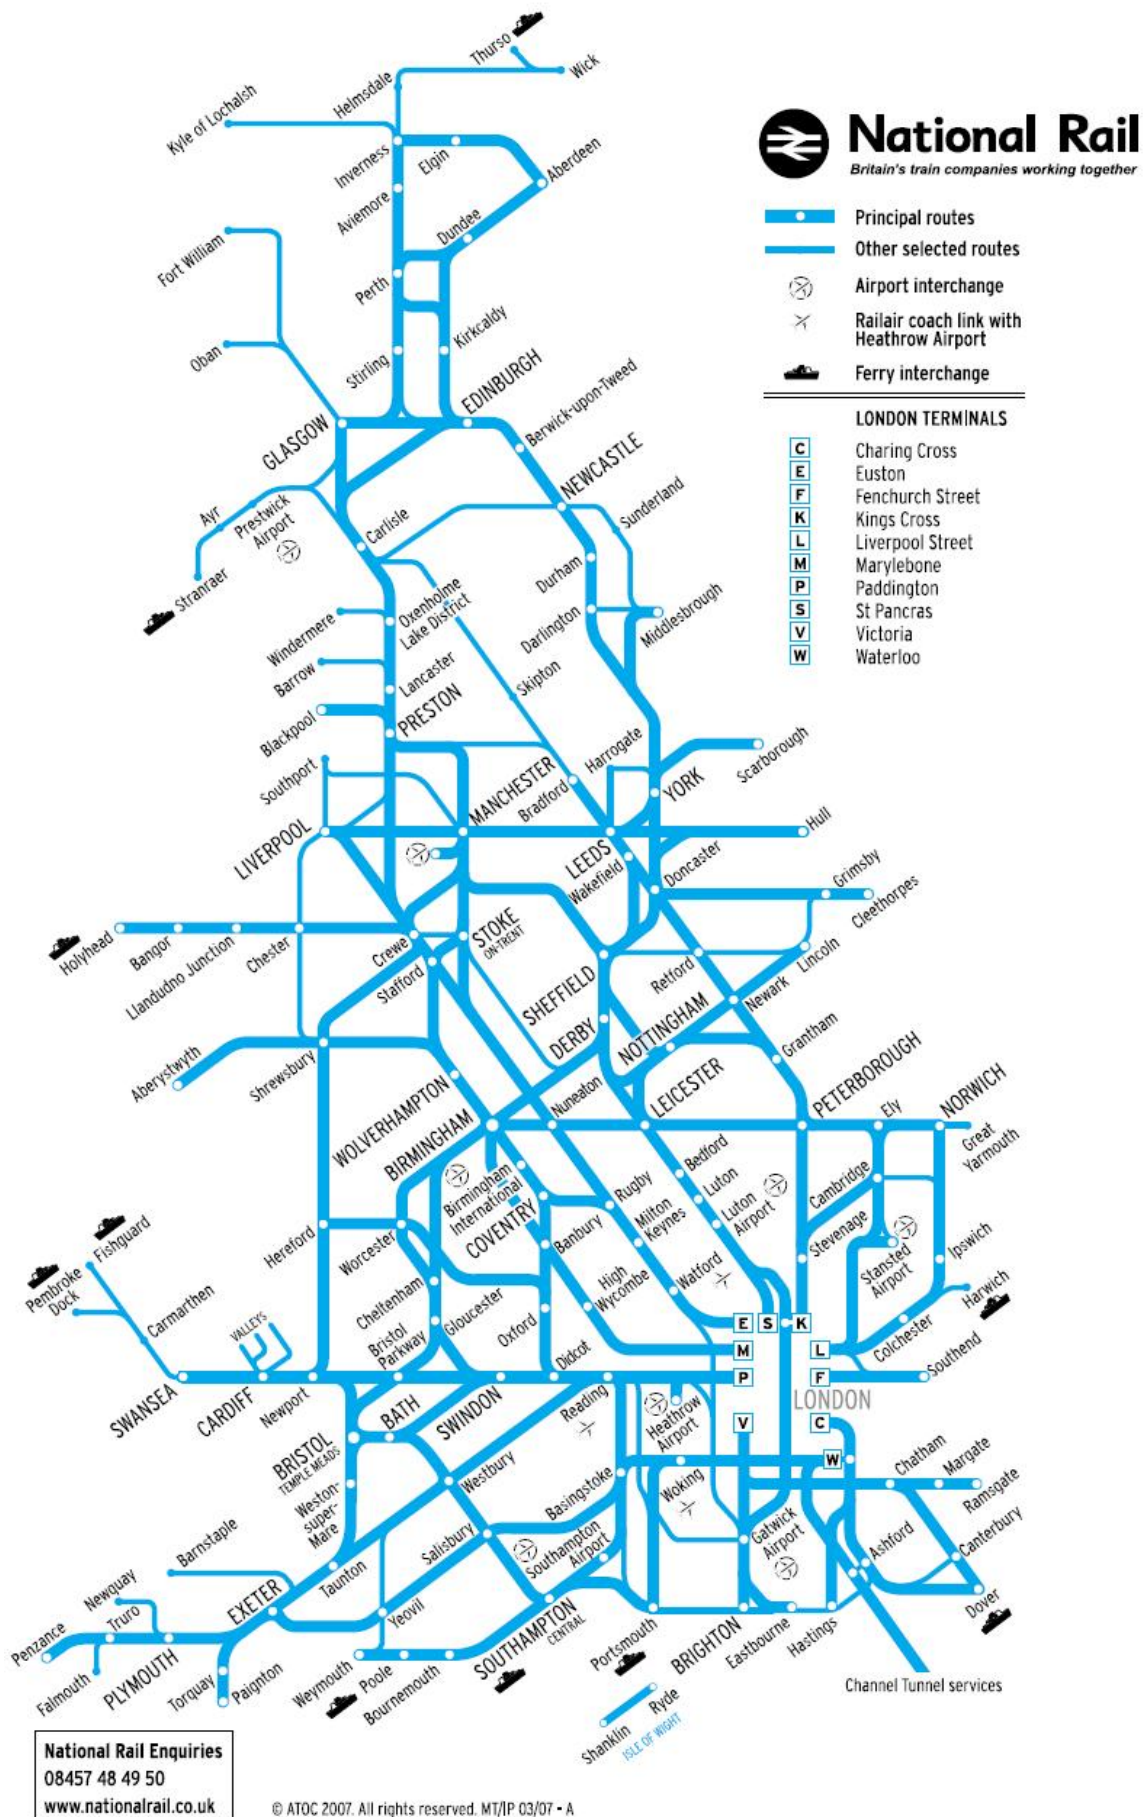 Thurso
Wick
Helmsdale
Kyle of Lochalsh
National Rail
Britain's train companies working together
Inverness
Elgin
Aberdeen
Aviemore
Dundee
Principal routes
Other selected routes
Fort William
Perth
Airport interchange
Kirkcaldy
Railair coach link with
Heathrow Airport
Oban
Stirling
EDINBURGH
Ferry interchange
Berwick-upon-Tweed
GLASGOW
LONDON TERMINALS
C Charing Cross
E Euston
F Fenchurch Street
K Kings Cross
L Liverpool Street
M Marylebone
P Paddington
S St Pancras
V Victoria
W Waterloo
NEWCASTLE
Sunderland
Ayr
Prestwick
Airport
Carlisle
Durham
Stranraer
Oxenholme
Lake District
Darlington
Middlesbrough
Windermere
Barrow
Lancaster
Skipton
Blackpool
PRESTON
Harrogate
Scarborough
Southport
MANCHESTER
Bradford
YORK
LIVERPOOL
LEEDS
Hull
Wakefield
Doncaster
Grimsby
Cleethorpes
Holyhead
Bangor
Llandudno Junction
Chester
Crewe
STOKE
ON-TRENT
Stafford
SHEFFIELD
Retford
Lincoln
Newark
DERBY
NOTTINGHAM
Grantham
Aberystwyth
Shrewsbury
WOLVERHAMPTON
Nuneaton
LEICESTER
PETERBOROUGH
Ely
NORWICH
Great
Yarmouth
BIRMINGHAM
Birmingham
International
Bedford
Luton
Luton
Airport
Cambridge
Rugby
Milton
Keynes
COVENTRY
Banbury
Stevenage
Stansted
Airport
Ipswich
Hereford
Worcester
High
Wycombe
Watford
Harwich
Fishguard
Pembroke
Dock
Carmarthen
Cheltenham
Gloucester
Oxford
Colchester
VALLEYS
Bristol
Parkway
Didcot
E
S
K
M
L
P
F
Southend
LONDON
SWANSEA
CARDIFF
Newport
BATH
SWINDON
Reading
Heathrow
Airport
V
C
W
BRISTOL
TEMPLE MEADS
Westbury
Woking
Chatham
Margate
Ramsgate
Weston-
super-
Mare
Basingstoke
Salisbury
Southampton
Airport
Gatwick
Airport
Ashford
Canterbury
Barnstaple
Taunton
Newquay
Truro
EXETER
Yeovil
Dover
Penzance
Falmouth
PLYMOUTH
Torquay
Paignton
Weymouth
Poole
Bournemouth
SOUTHAMPTON
CENTRAL
Portsmouth
BRIGHTON
Eastbourne
Hastings
Channel Tunnel services
Shanklin
Ryde
ISLE OF WIGHT
National Rail Enquiries
08457 48 49 50
www.nationalrail.co.uk
© ATOC 2007. All rights reserved. MT/IP 03/07 - A